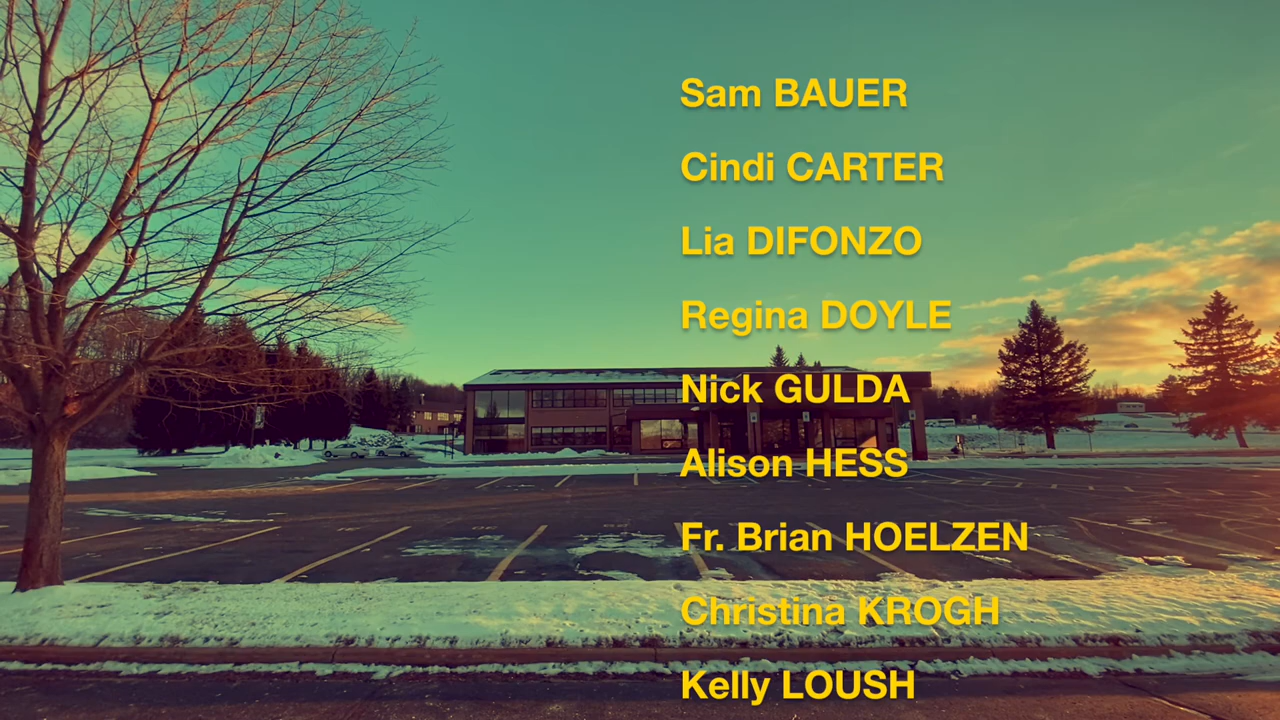 Sam BAUER
Cindi CARTER
Lia DIFONZO
Regina DOYLE
Nick GULDA
Alison HESS
Fr. Brian HOELZEN
Christina KROGH
Kelly LOUSH